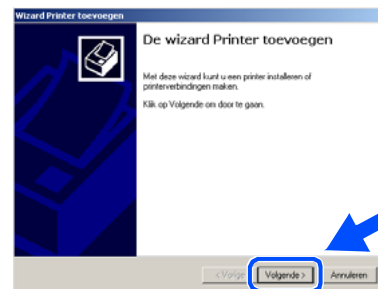 Wizard Printer toevoegen
De wizard Printer toevoegen
Met deze wizard kunt u een printer installeren of
printerverbindingen maken.
Klik op Volgende om door te gaan.
< Vorige Volgende > Annuleren